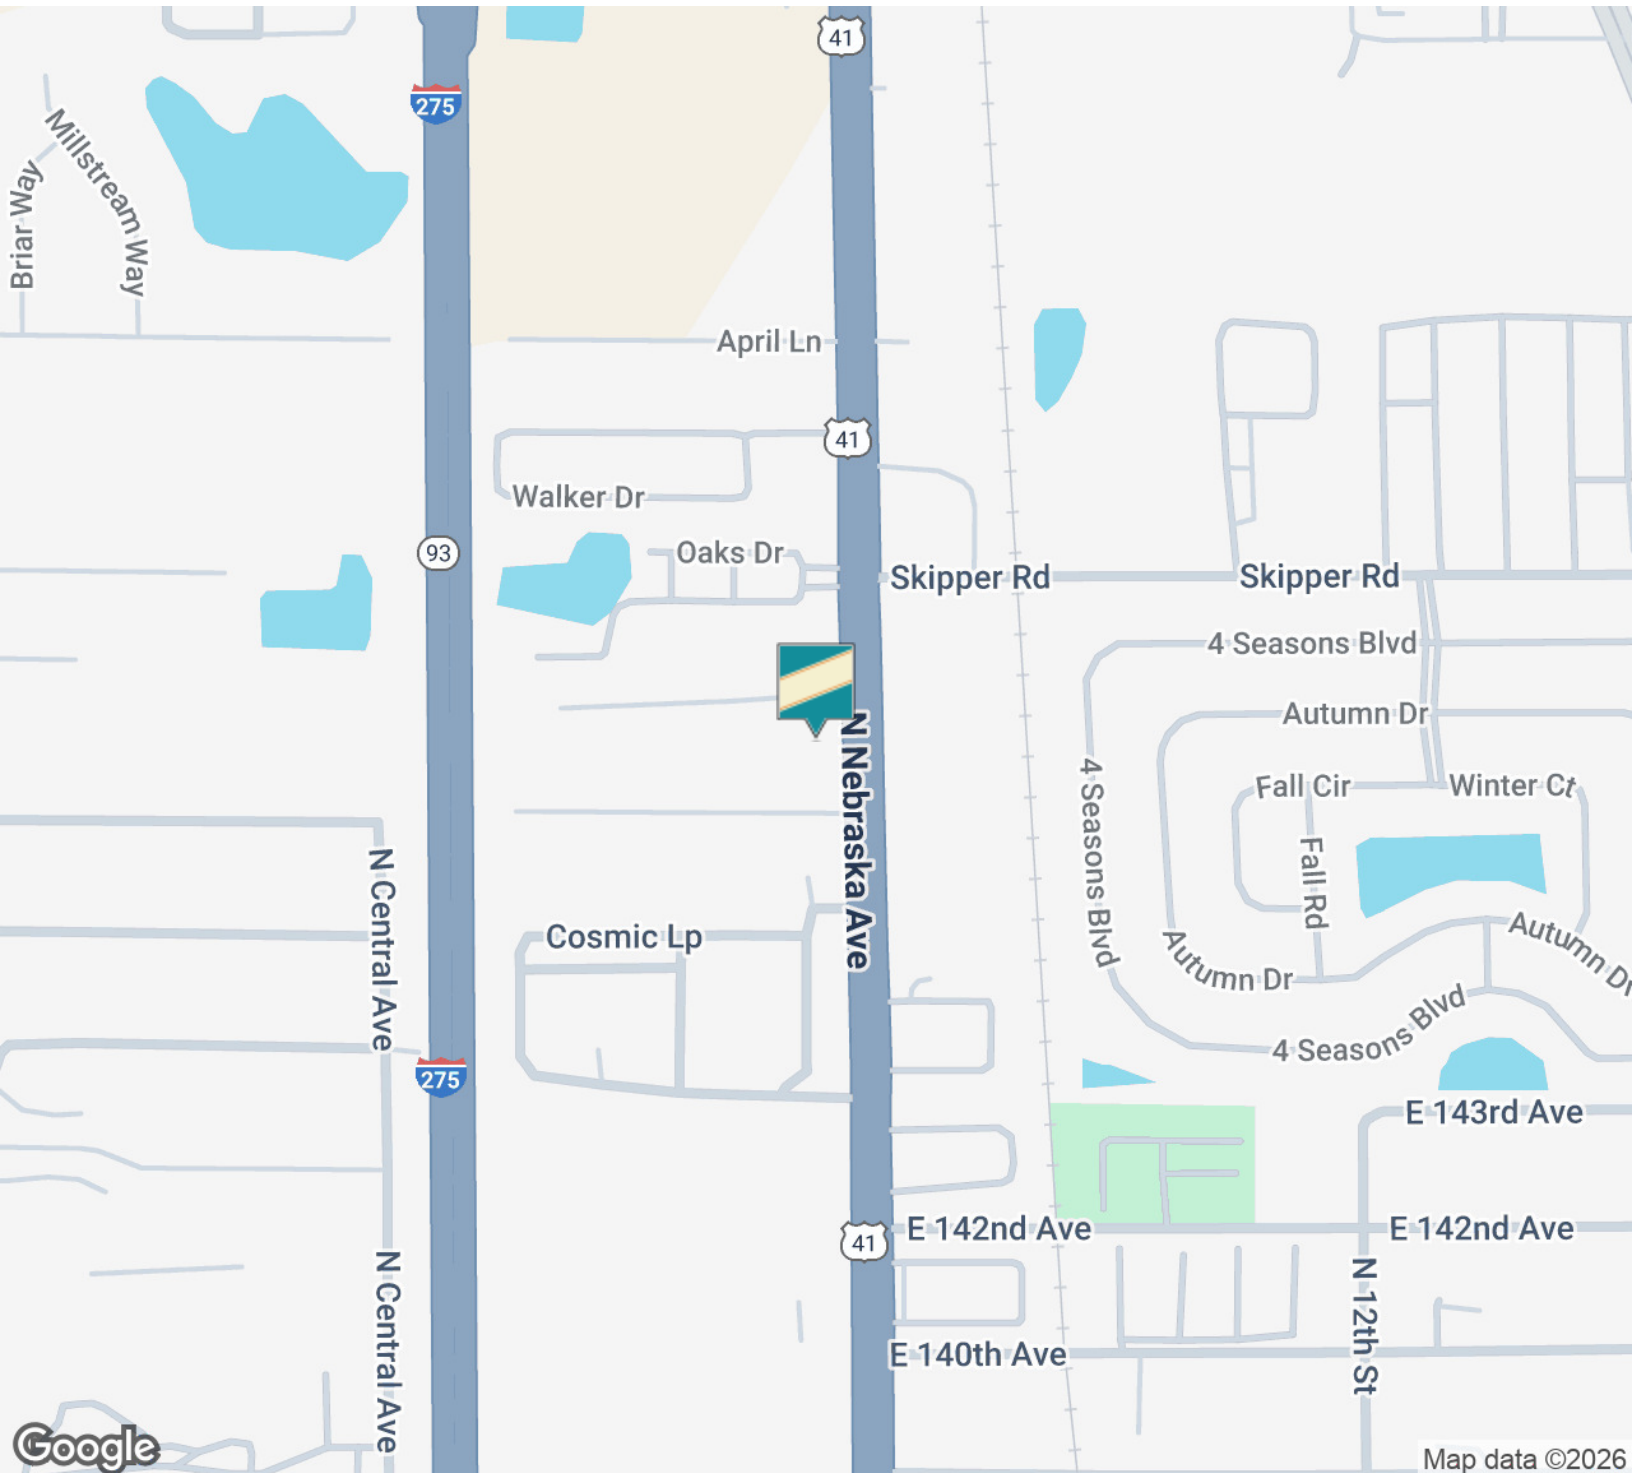 41
275
Millstream Way
Briar Way
April Ln
41
Walker Dr
93
Oaks Dr
Skipper Rd
Skipper Rd
4 Seasons Blvd
Autumn Dr
N Nebraska Ave
4 Seasons Blvd
Fall Cir
Winter Ct
Fall Rd
N Central Ave
Cosmic Lp
Autumn Dr
Autumn Dr
4 Seasons Blvd
275
E 143rd Ave
E 142nd Ave
E 142nd Ave
41
N Central Ave
N 12th St
E 140th Ave
Google
Map data ©2026